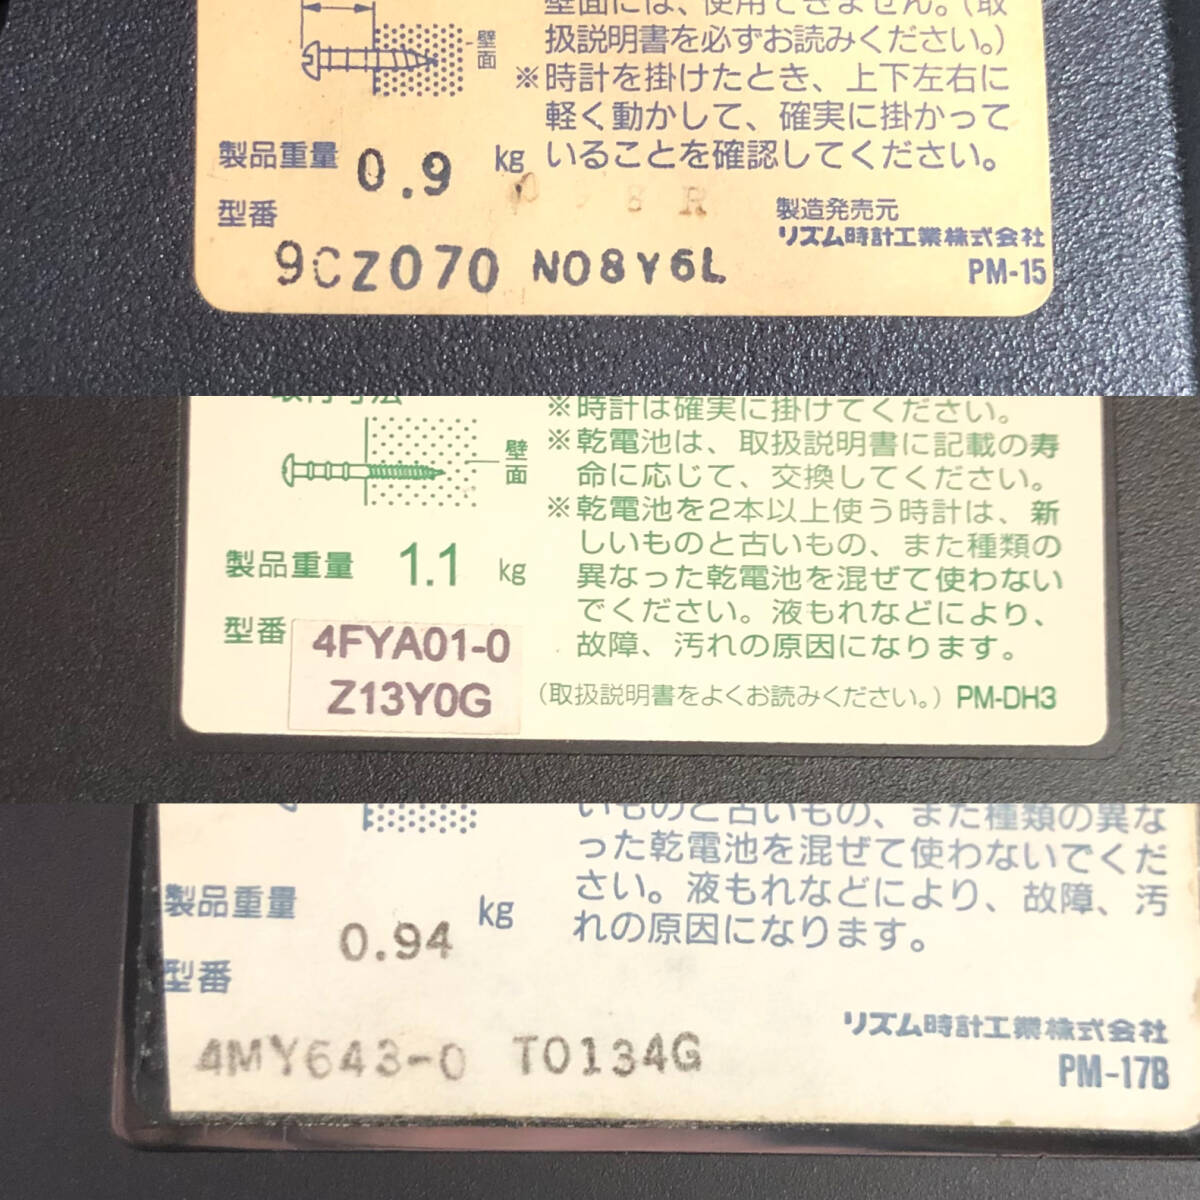 壁面には、使用できません。(取
扱説明書を必ずお読みください。)
壁面
※時計を掛けたとき、上下左右に
軽く動かして、確実に掛かって
いることを確認してください。
製品重量 0.9 kg
型番
製造発売元
リズム時計工業株式会社
9CZ070 N08Y6L
PM-15
取付寸法
※時計は確実に掛けてください。
※乾電池は、取扱説明書に記載の寿
命に応じて、交換してください。
壁面
※乾電池を2本以上使う時計は、新
しいものと古いもの、また種類の
異なった乾電池を混ぜて使わない
でください。液もれなどにより、
故障、汚れの原因になります。
製品重量 1.1 kg
型番 4FYA01-0
Z13Y0G
(取扱説明書をよくお読みください。) PM-DH3
いものと古いもの、また種類の異な
った乾電池を混ぜて使わないでくだ
さい。液もれなどにより、故障、汚
れの原因になります。
製品重量 0.94 kg
型番
リズム時計工業株式会社
4MY643-0 T0134G
PM-17B